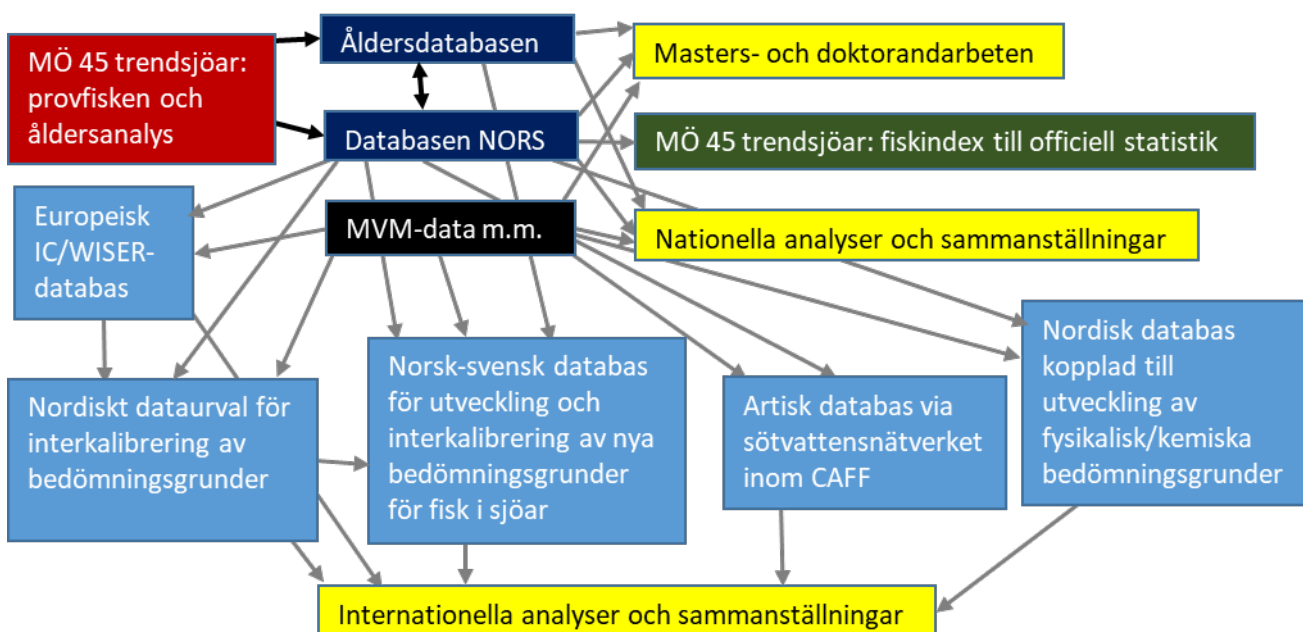 MÖ 45 trendsjöar:
provfisken och
åldersanalys
Åldersdatabasen
Masters- och doktorandarbeten
Databasen NORS
MÖ 45 trendsjöar: fiskindex till officiell statistik
Europeisk
IC/WISER-
databas
MVM-data m.m.
Nationella analyser och sammanställningar
Nordiskt dataurval för
interkalibrering av
bedömningsgrunder
Norsk-svensk databas
för utveckling och
interkalibrering av nya
bedömningsgrunder
för fisk i sjöar
Artisk databas via
sötvattensnätverket
inom CAFF
Nordisk databas
kopplad till
utveckling av
fysikalisk/kemiska
bedömningsgrunder
Internationella analyser och sammanställningar